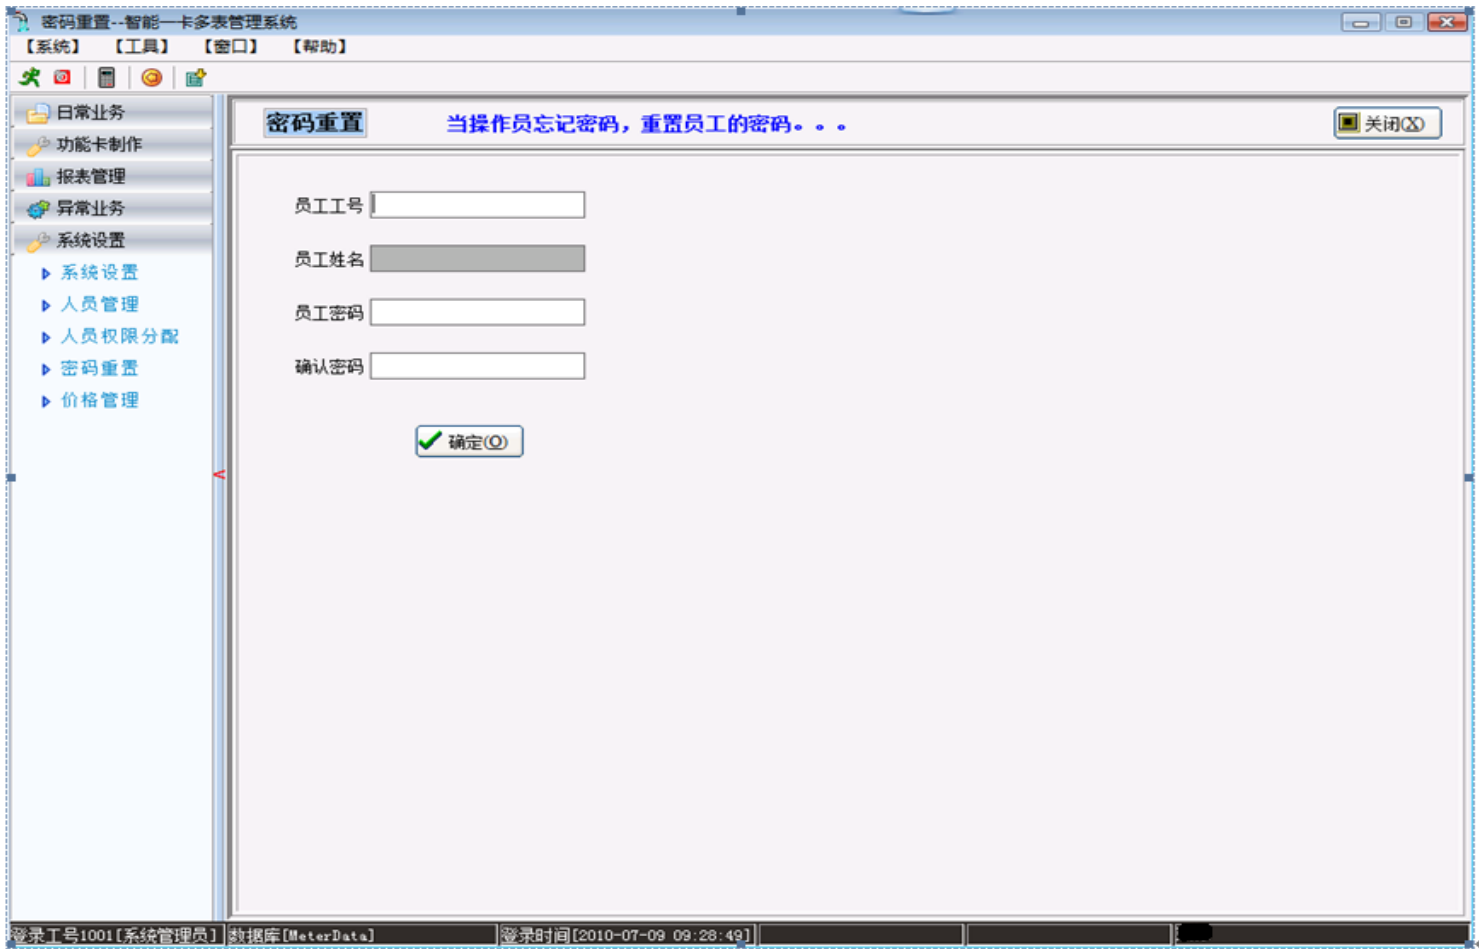 密码重置--智能一卡多表管理系统
【系统】 【工具】 【窗口】 【帮助】
日常业务
功能卡制作
报表管理
异常业务
系统设置
系统设置
人员管理
人员权限分配
密码重置
价格管理
<
密码重置 当操作员忘记密码，重置员工的密码。。。 关闭(X)
员工工号
员工姓名
员工密码
确认密码
确定(O)
登录工号1001[系统管理员] 数据库[MeterData] 登录时间[2010-07-09 09:28:49]